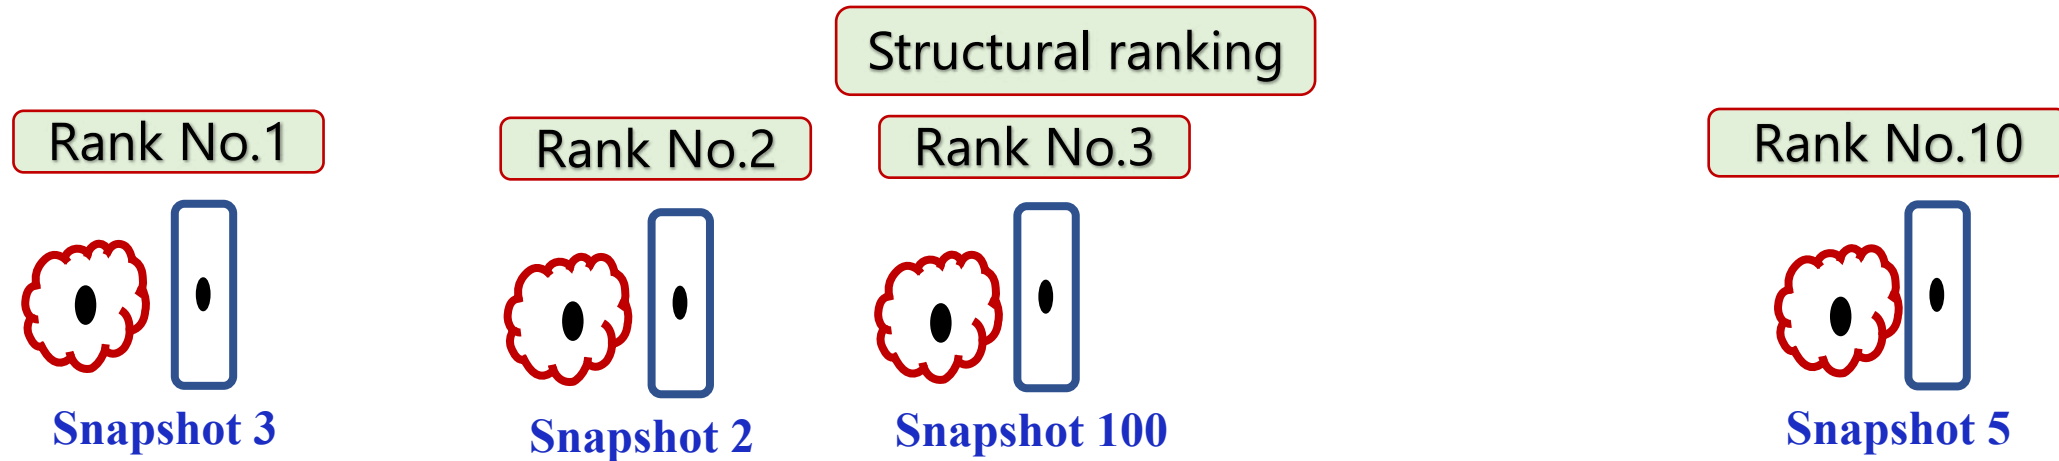 Structural ranking
Rank No.1
Rank No.2
Rank No.3
Rank No.10
Snapshot 3
Snapshot 2
Snapshot 100
Snapshot 5